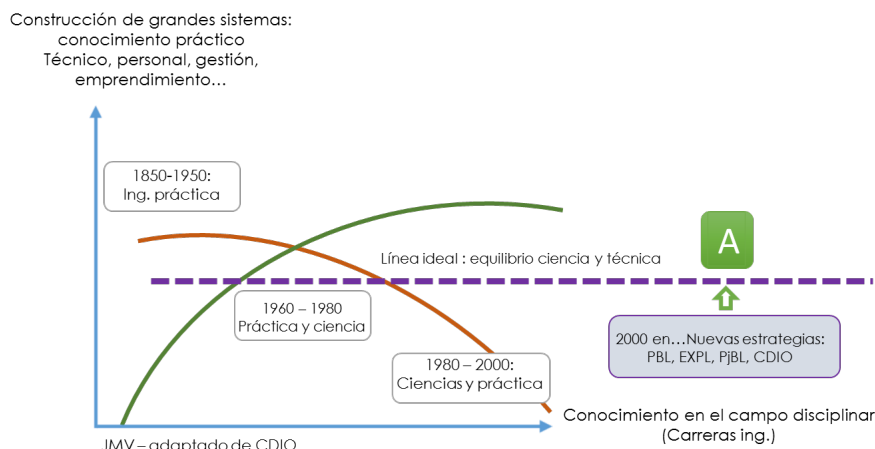 Construcción de grandes sistemas:
conocimiento práctico
Técnico, personal, gestión,
emprendimiento…
1850-1950:
Ing. práctica
A
Línea ideal : equilibrio ciencia y técnica
1960 – 1980
Práctica y ciencia
2000 en…Nuevas estrategias:
PBL, EXPL, PjBL, CDIO
1980 – 2000:
Ciencias y práctica
Conocimiento en el campo disciplinar
(Carreras ing.)
JMV – adaptado de CDIO